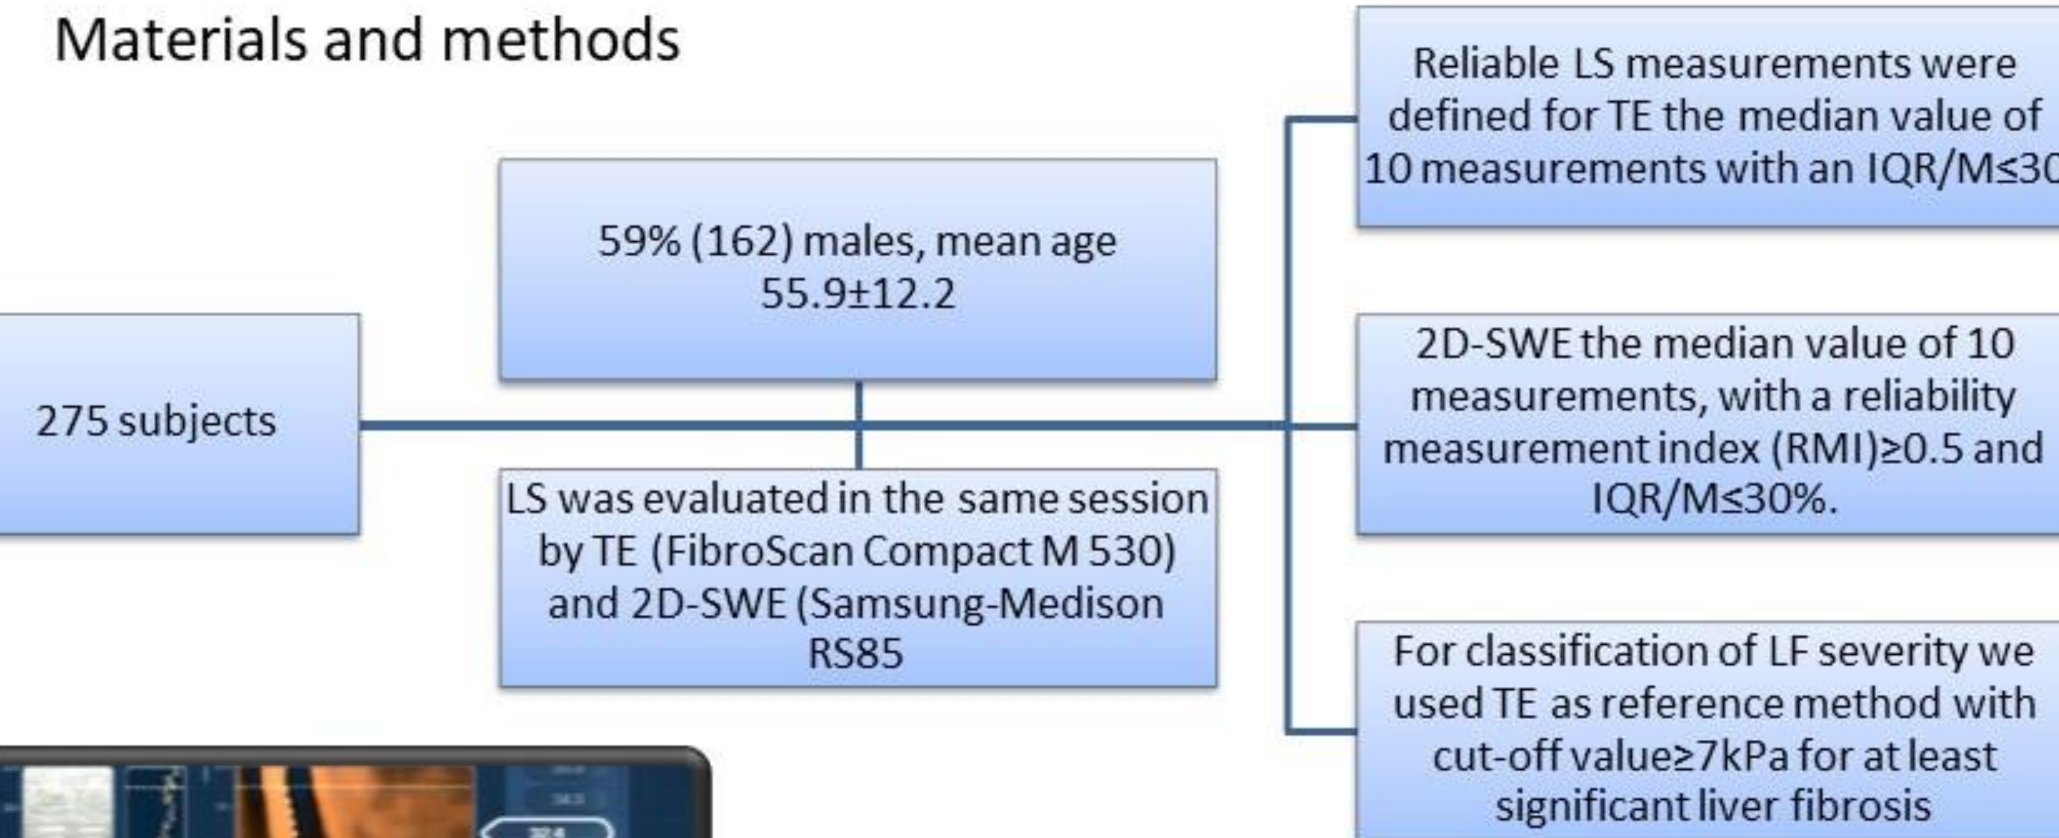 Materials and methods
275 subjects
59% (162) males, mean age
55.9±12.2
LS was evaluated in the same session
by TE (FibroScan Compact M 530)
and 2D-SWE (Samsung-Medison
RS85
Reliable LS measurements were
defined for TE the median value of
10 measurements with an IQR/M≤30
2D-SWE the median value of 10
measurements, with a reliability
measurement index (RMI)≥0.5 and
IQR/M≤30%.
For classification of LF severity we
used TE as reference method with
cut-off value≥7kPa for at least
significant liver fibrosis